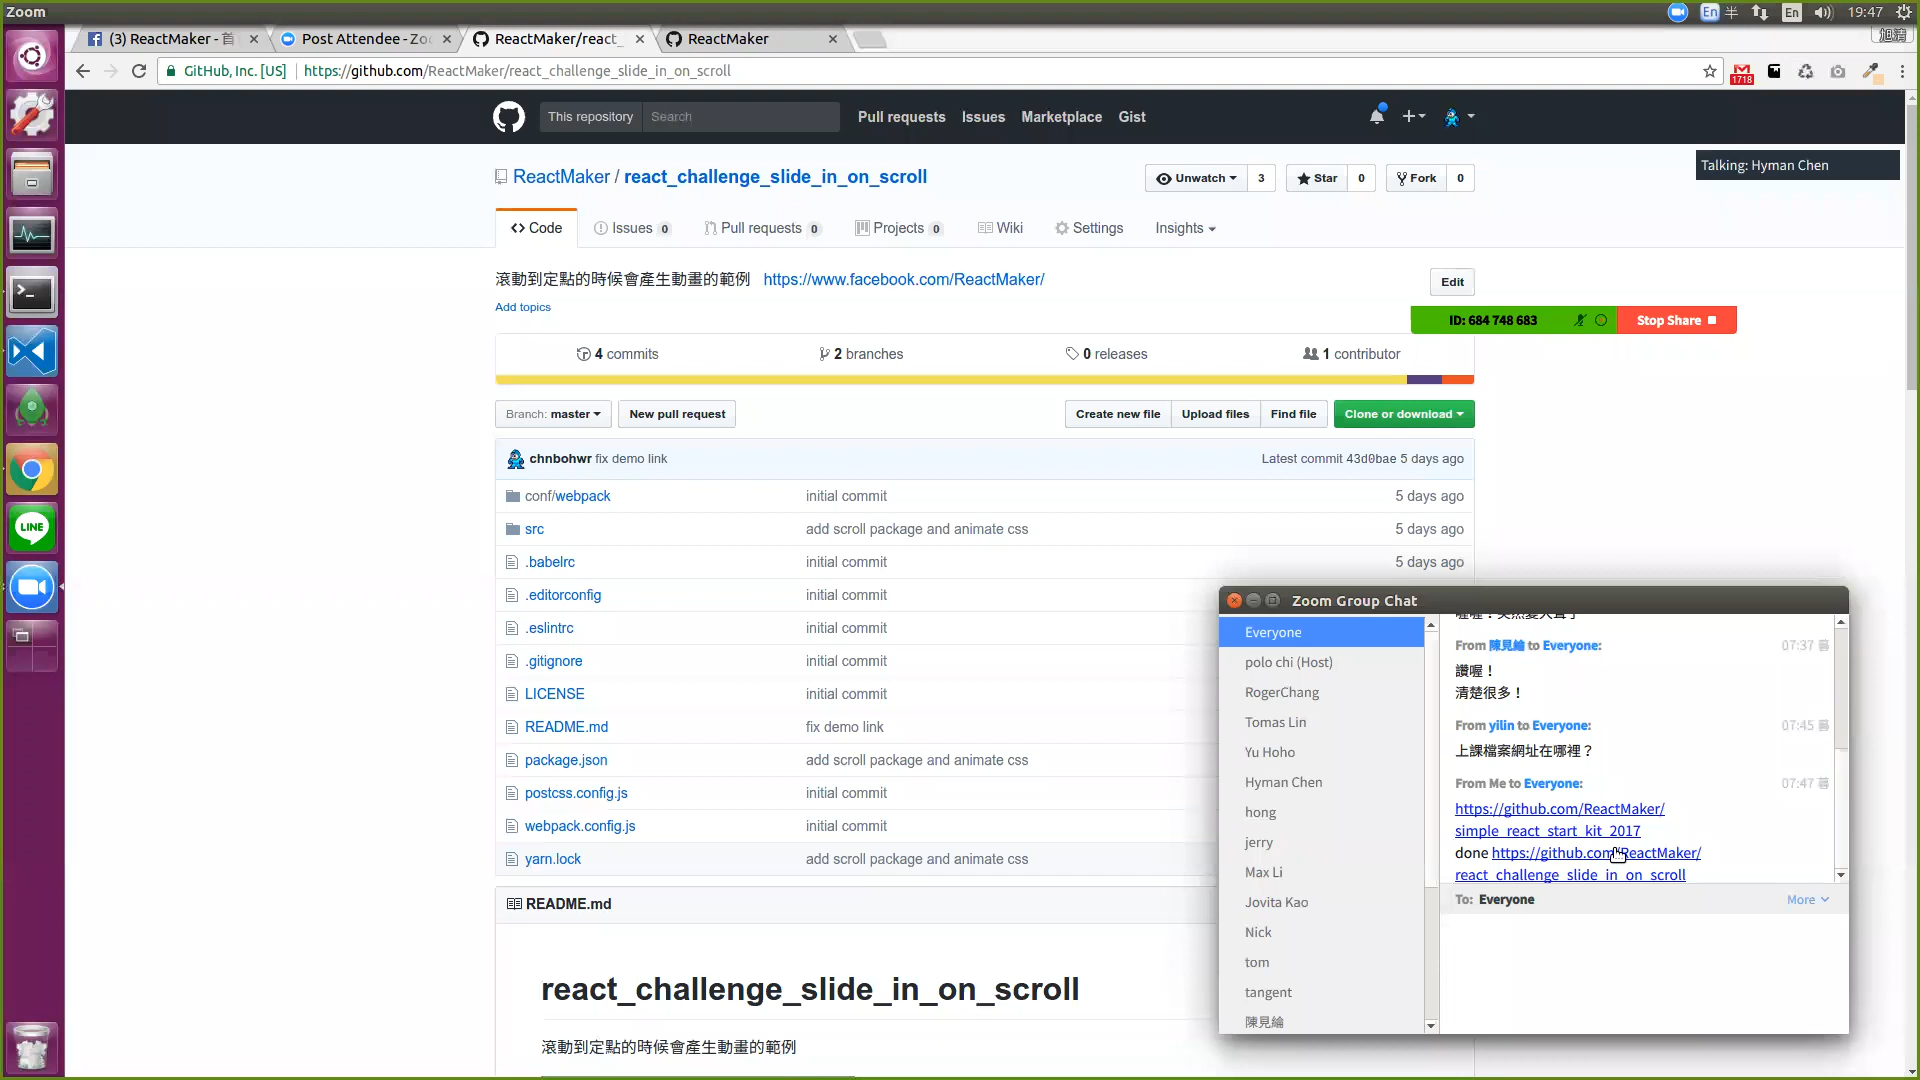 Zoom
En 半 En 19:47
(3) ReactMaker - 首
Post Attendee - Zo
ReactMaker/react_
ReactMaker
旭清
GitHub, Inc. [US] https://github.com/ReactMaker/react_challenge_slide_in_on_scroll
1718
This repository Search Pull requests Issues Marketplace Gist
Talking: Hyman Chen
ReactMaker / react_challenge_slide_in_on_scroll
Unwatch 3 Star 0 Fork 0
Code Issues 0 Pull requests 0 Projects 0 Wiki Settings Insights
滾動到定點的時候會產生動畫的範例 https://www.facebook.com/ReactMaker/
Edit
Add topics
ID: 684 748 683 Stop Share
4 commits 2 branches 0 releases 1 contributor
Branch: master New pull request Create new file Upload files Find file Clone or download
chnbohwr fix demo link Latest commit 43d0bae 5 days ago
conf/webpack initial commit 5 days ago
src add scroll package and animate css 5 days ago
.babelrc initial commit 5 days ago
.editorconfig initial commit
.eslintrc initial commit
.gitignore initial commit
LICENSE initial commit
README.md fix demo link
package.json add scroll package and animate css
postcss.config.js initial commit
webpack.config.js initial commit
yarn.lock add scroll package and animate css
README.md
react_challenge_slide_in_on_scroll
滾動到定點的時候會產生動畫的範例
LINE
Zoom Group Chat
Everyone
polo chi (Host)
RogerChang
Tomas Lin
Yu Hoho
Hyman Chen
hong
jerry
Max Li
Jovita Kao
Nick
tom
tangent
陳見綸
From 陳見綸 to Everyone: 07:37
讚喔！
清楚很多！
From yilin to Everyone: 07:45
上課檔案網址在哪裡？
From Me to Everyone: 07:47
https://github.com/ReactMaker/
simple_react_start_kit_2017
done https://github.com/ReactMaker/
react_challenge_slide_in_on_scroll
To: Everyone More